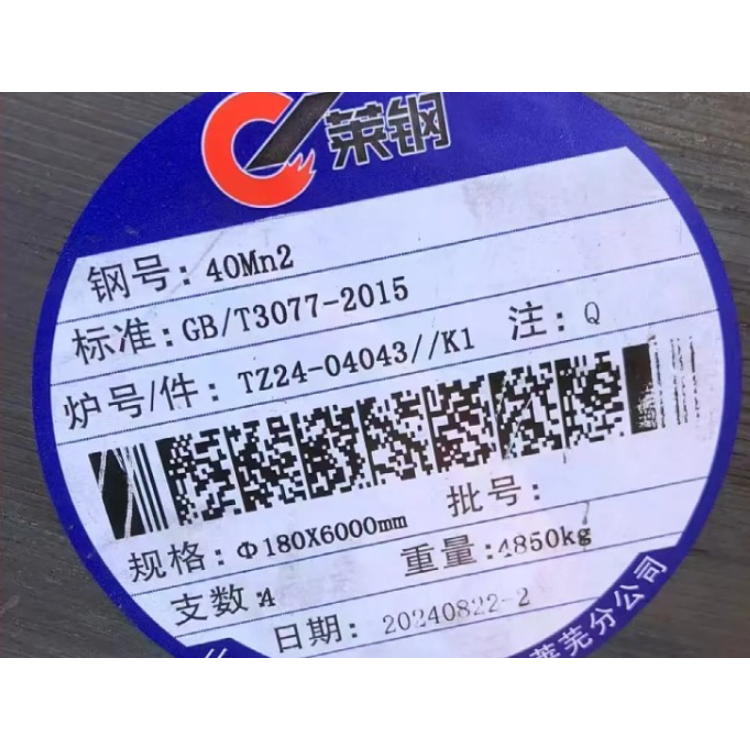 莱钢
钢号: 40Mn2
标准: GB/T3077-2015
炉号/件: TZ24-04043//K1 注: Q
规格: Φ180X6000mm 批号:
支数:4 重量:4850kg
日期: 20240822-2
莱芜分公司